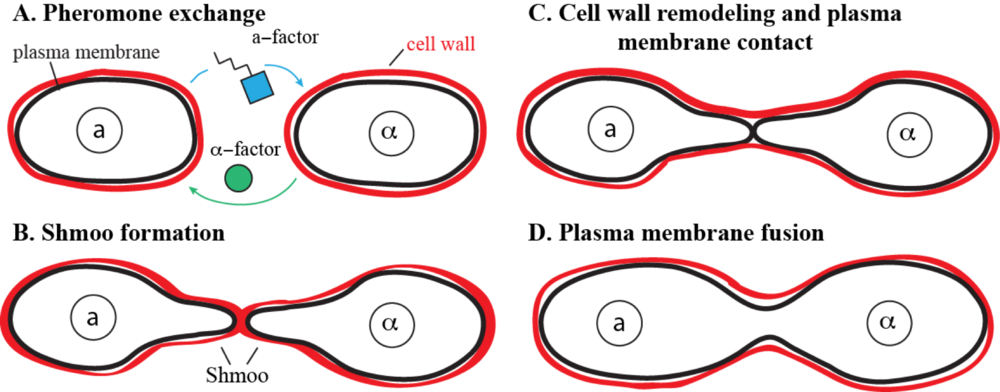 A. Pheromone exchange
plasma membrane
a–factor
cell wall
a
α
α–factor
B. Shmoo formation
a
α
Shmoo
C. Cell wall remodeling and plasma
membrane contact
a
α
D. Plasma membrane fusion
a
α